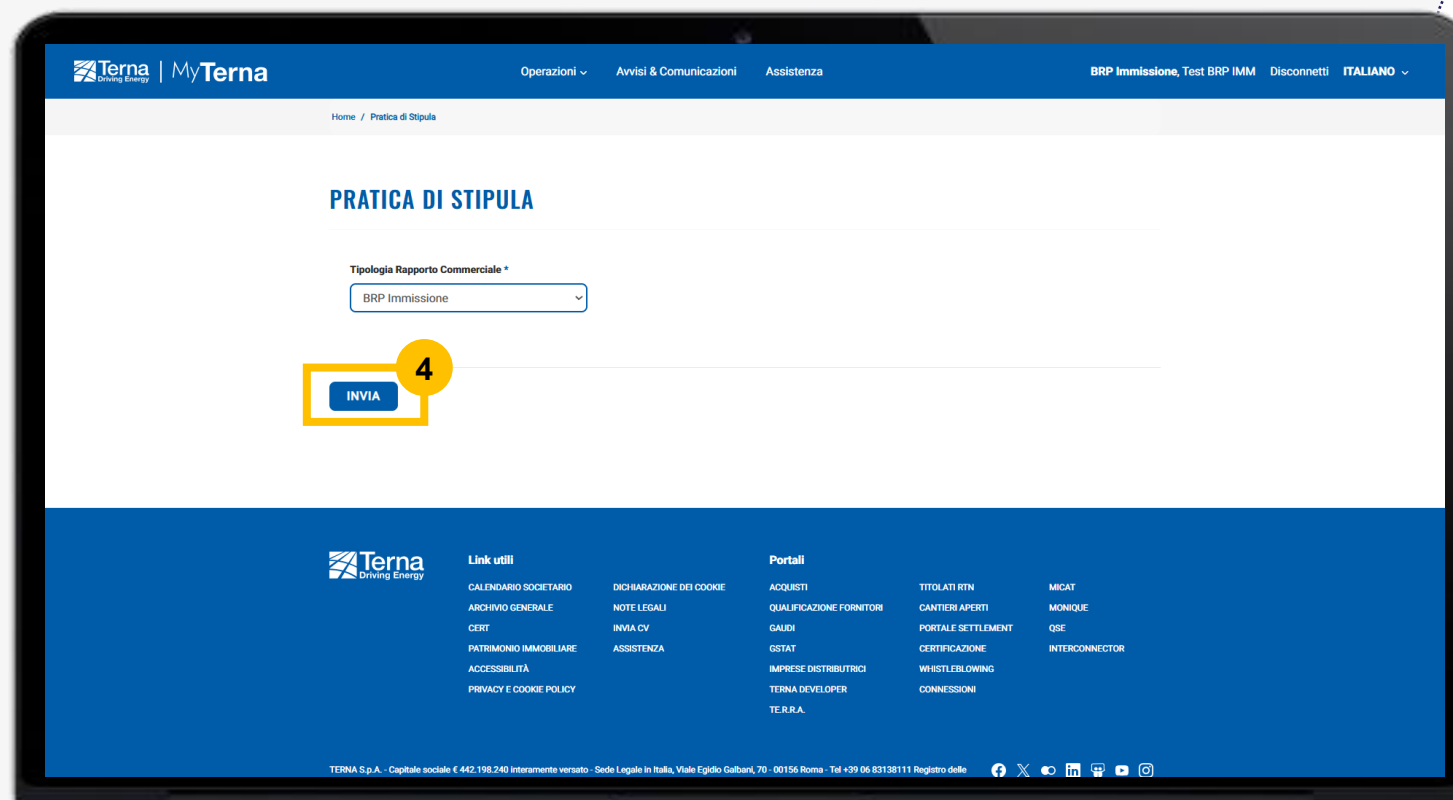 Terna Driving Energy | MyTerna
Operazioni
Avvisi & Comunicazioni
Assistenza
BRP Immissione, Test BRP IMM
Disconnetti
ITALIANO
Home / Pratica di Stipula
PRATICA DI STIPULA
Tipologia Rapporto Commerciale *
BRP Immissione
4
INVIA
Terna
Driving Energy
Link utili
CALENDARIO SOCIETARIO
ARCHIVIO GENERALE
CERT
PATRIMONIO IMMOBILIARE
ACCESSIBILITÀ
PRIVACY E COOKIE POLICY
DICHIARAZIONE DEI COOKIE
NOTE LEGALI
INVIA CV
ASSISTENZA
Portali
ACQUISTI
QUALIFICAZIONE FORNITORI
GAUDI
GSTAT
IMPRESE DISTRIBUTRICI
TERNA DEVELOPER
TE.R.R.A.
TITOLATI RTN
CANTIERI APERTI
PORTALE SETTLEMENT
CERTIFICAZIONE
WHISTLEBLOWING
CONNESSIONI
MICAT
MONIQUE
QSE
INTERCONNECTOR
TERNA S.p.A. - Capitale sociale € 442.198.240 interamente versato - Sede Legale in Italia, Viale Egidio Galbani, 70 - 00156 Roma - Tel +39 06 83138111 Registro delle